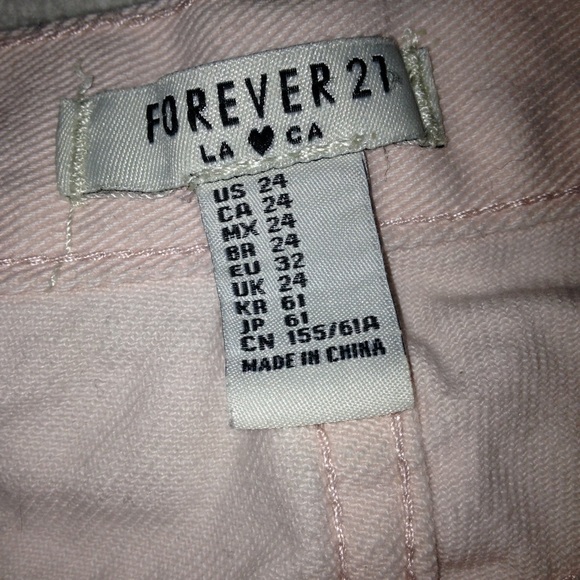 FOREVER 21
LA ♥ CA
US 24
CA 24
MX 24
BR 24
EU 32
UK 24
KR 61
JP 61
CN 155/61A
MADE IN CHINA